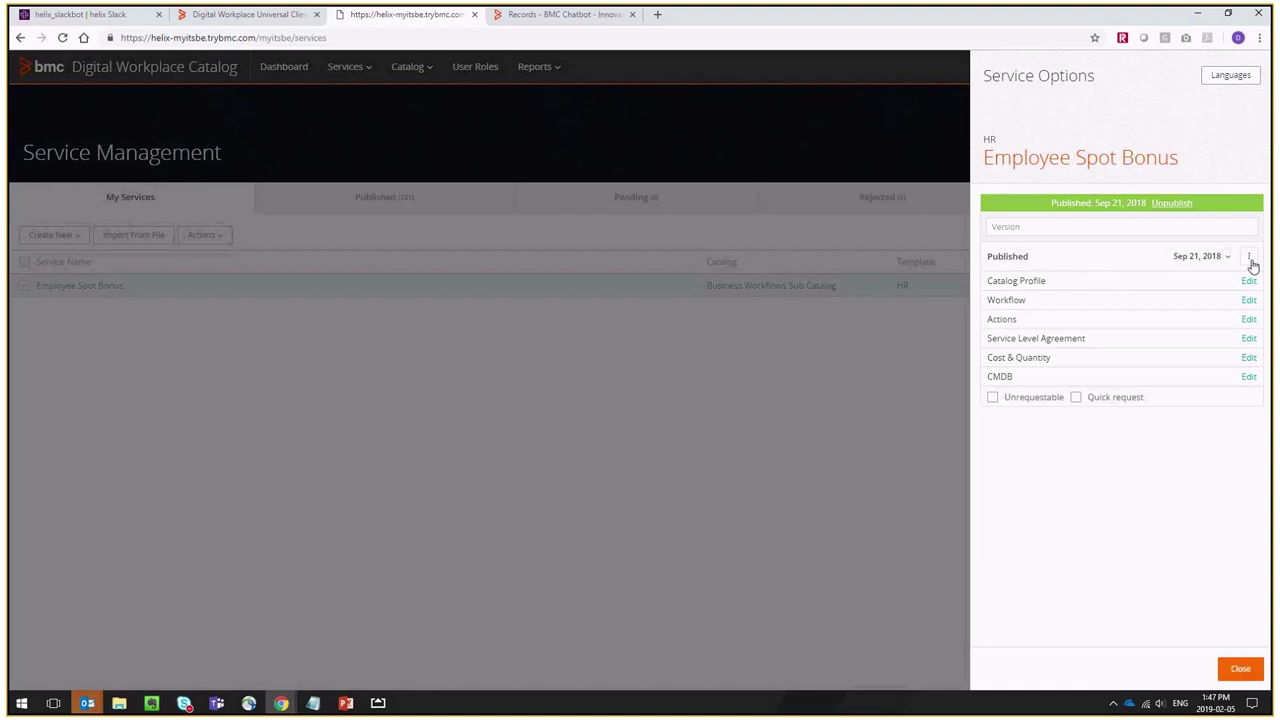 helix_slackbot | helix Slack
Digital Workplace Universal Clie
https://helix-myitsbe.trybmc.com
Records - BMC Chatbot - Innova
https://helix-myitsbe.trybmc.com/myitsbe/services
D
bmc Digital Workplace Catalog
Dashboard
Services
Catalog
User Roles
Reports
Service Options
Languages
HR
Employee Spot Bonus
Service Management
My Services
Published (121)
Pending (0)
Rejected (1)
Published: Sep 21, 2018 Unpublish
Version
Create New
Import From File
Actions
Published
Sep 21, 2018
Service Name
Catalog
Template
Employee Spot Bonus
Business Workflows Sub Catalog
HR
Catalog Profile
Edit
Workflow
Edit
Actions
Edit
Service Level Agreement
Edit
Cost & Quantity
Edit
CMDB
Edit
Unrequestable
Quick request
Close
ENG
1:47 PM
2019-02-05